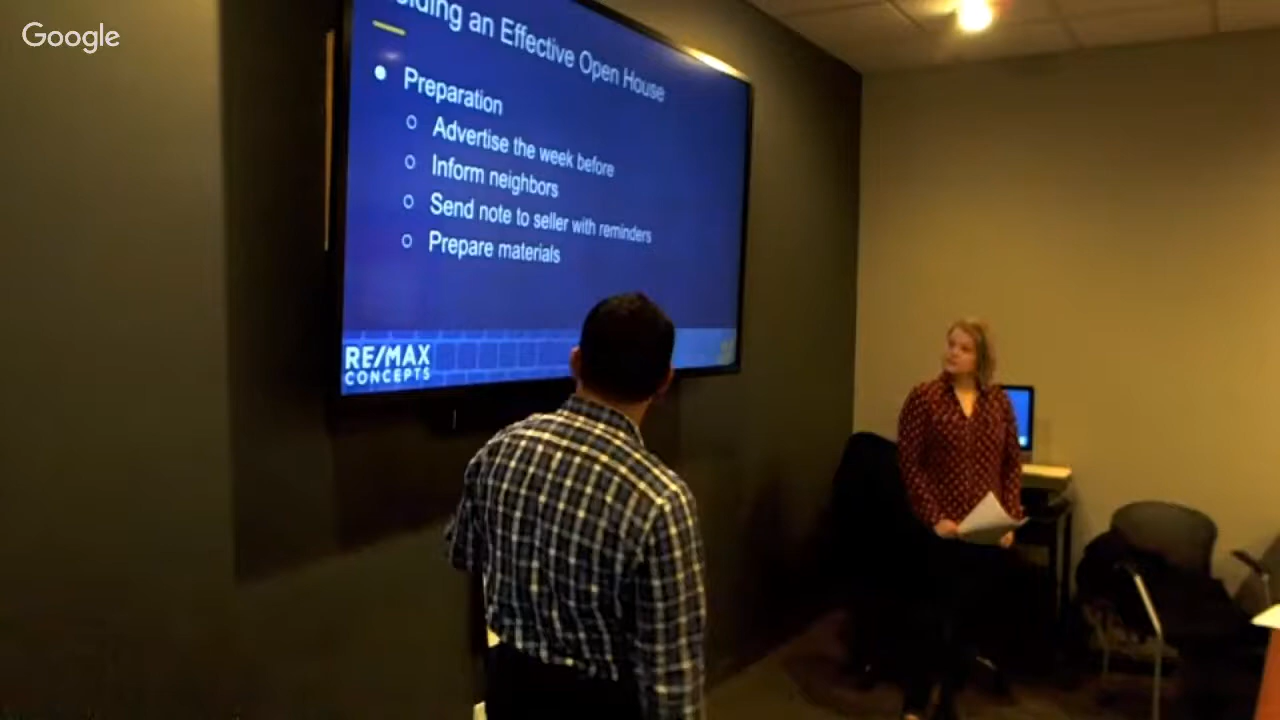 Google
an Effective Open House
Preparation
Advertise the week before
Inform neighbors
Send note to seller with reminders
Prepare materials
RE/MAX
CONCEPTS